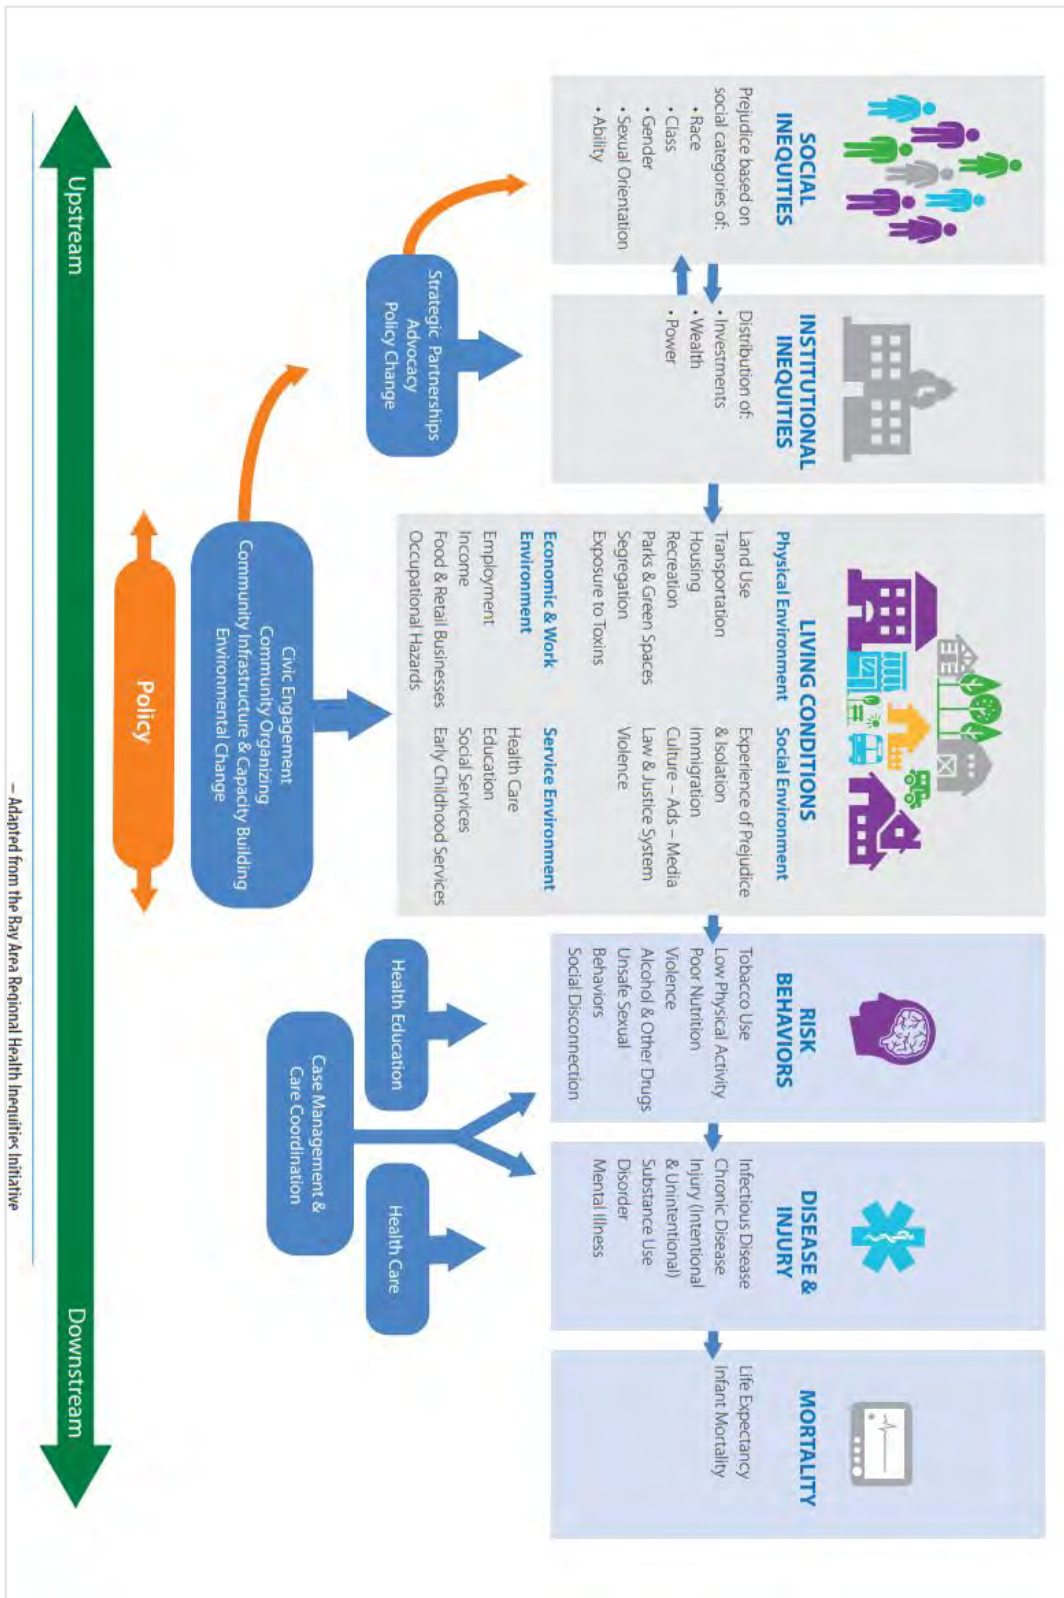 SOCIAL
INEQUITIES
Prejudice based on
social categories of:
• Race
• Class
• Gender
• Sexual Orientation
• Ability
INSTITUTIONAL
INEQUITIES
Distribution of:
• Investments
• Wealth
• Power
LIVING CONDITIONS
Physical Environment
Land Use
Transportation
Housing
Recreation
Parks & Green Spaces
Segregation
Exposure to Toxins
Social Environment
Experience of Prejudice
& Isolation
Immigration
Culture – Ads – Media
Law & Justice System
Violence
Economic & Work
Environment
Employment
Income
Food & Retail Businesses
Occupational Hazards
Service Environment
Health Care
Education
Social Services
Early Childhood Services
RISK
BEHAVIORS
Tobacco Use
Low Physical Activity
Poor Nutrition
Violence
Alcohol & Other Drugs
Unsafe Sexual
Behaviors
Social Disconnection
DISEASE &
INJURY
Infectious Disease
Chronic Disease
Injury (Intentional
& Unintentional)
Substance Use
Disorder
Mental Illness
MORTALITY
Life Expectancy
Infant Mortality
Strategic Partnerships
Advocacy
Policy Change
Civic Engagement
Community Organizing
Community Infrastructure & Capacity Building
Environmental Change
Health Education
Case Management &
Care Coordination
Health Care
Policy
Upstream
Downstream
– Adapted from the Bay Area Regional Health Inequities Initiative